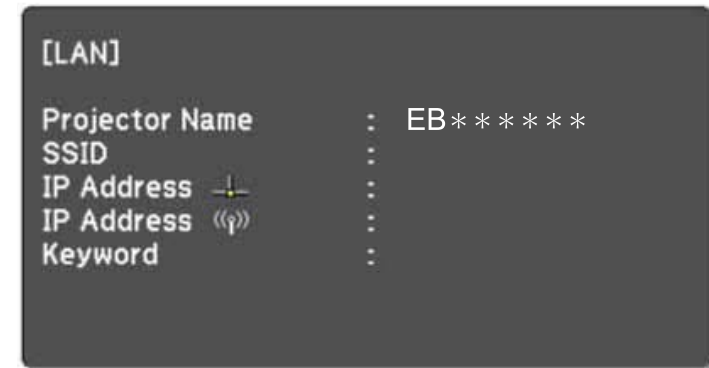 [LAN]
Projector Name : EB∗∗∗∗∗∗
SSID :
IP Address :
IP Address :
Keyword :